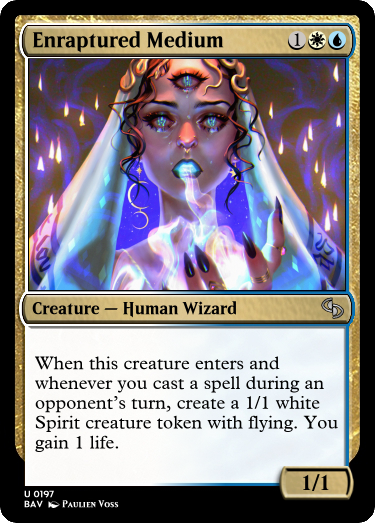 Enraptured Medium 1
Creature — Human Wizard
When this creature enters and
whenever you cast a spell during an
opponent's turn, create a 1/1 white
Spirit creature token with flying. You
gain 1 life.
1/1
U 0197
BAV Paulien Voss